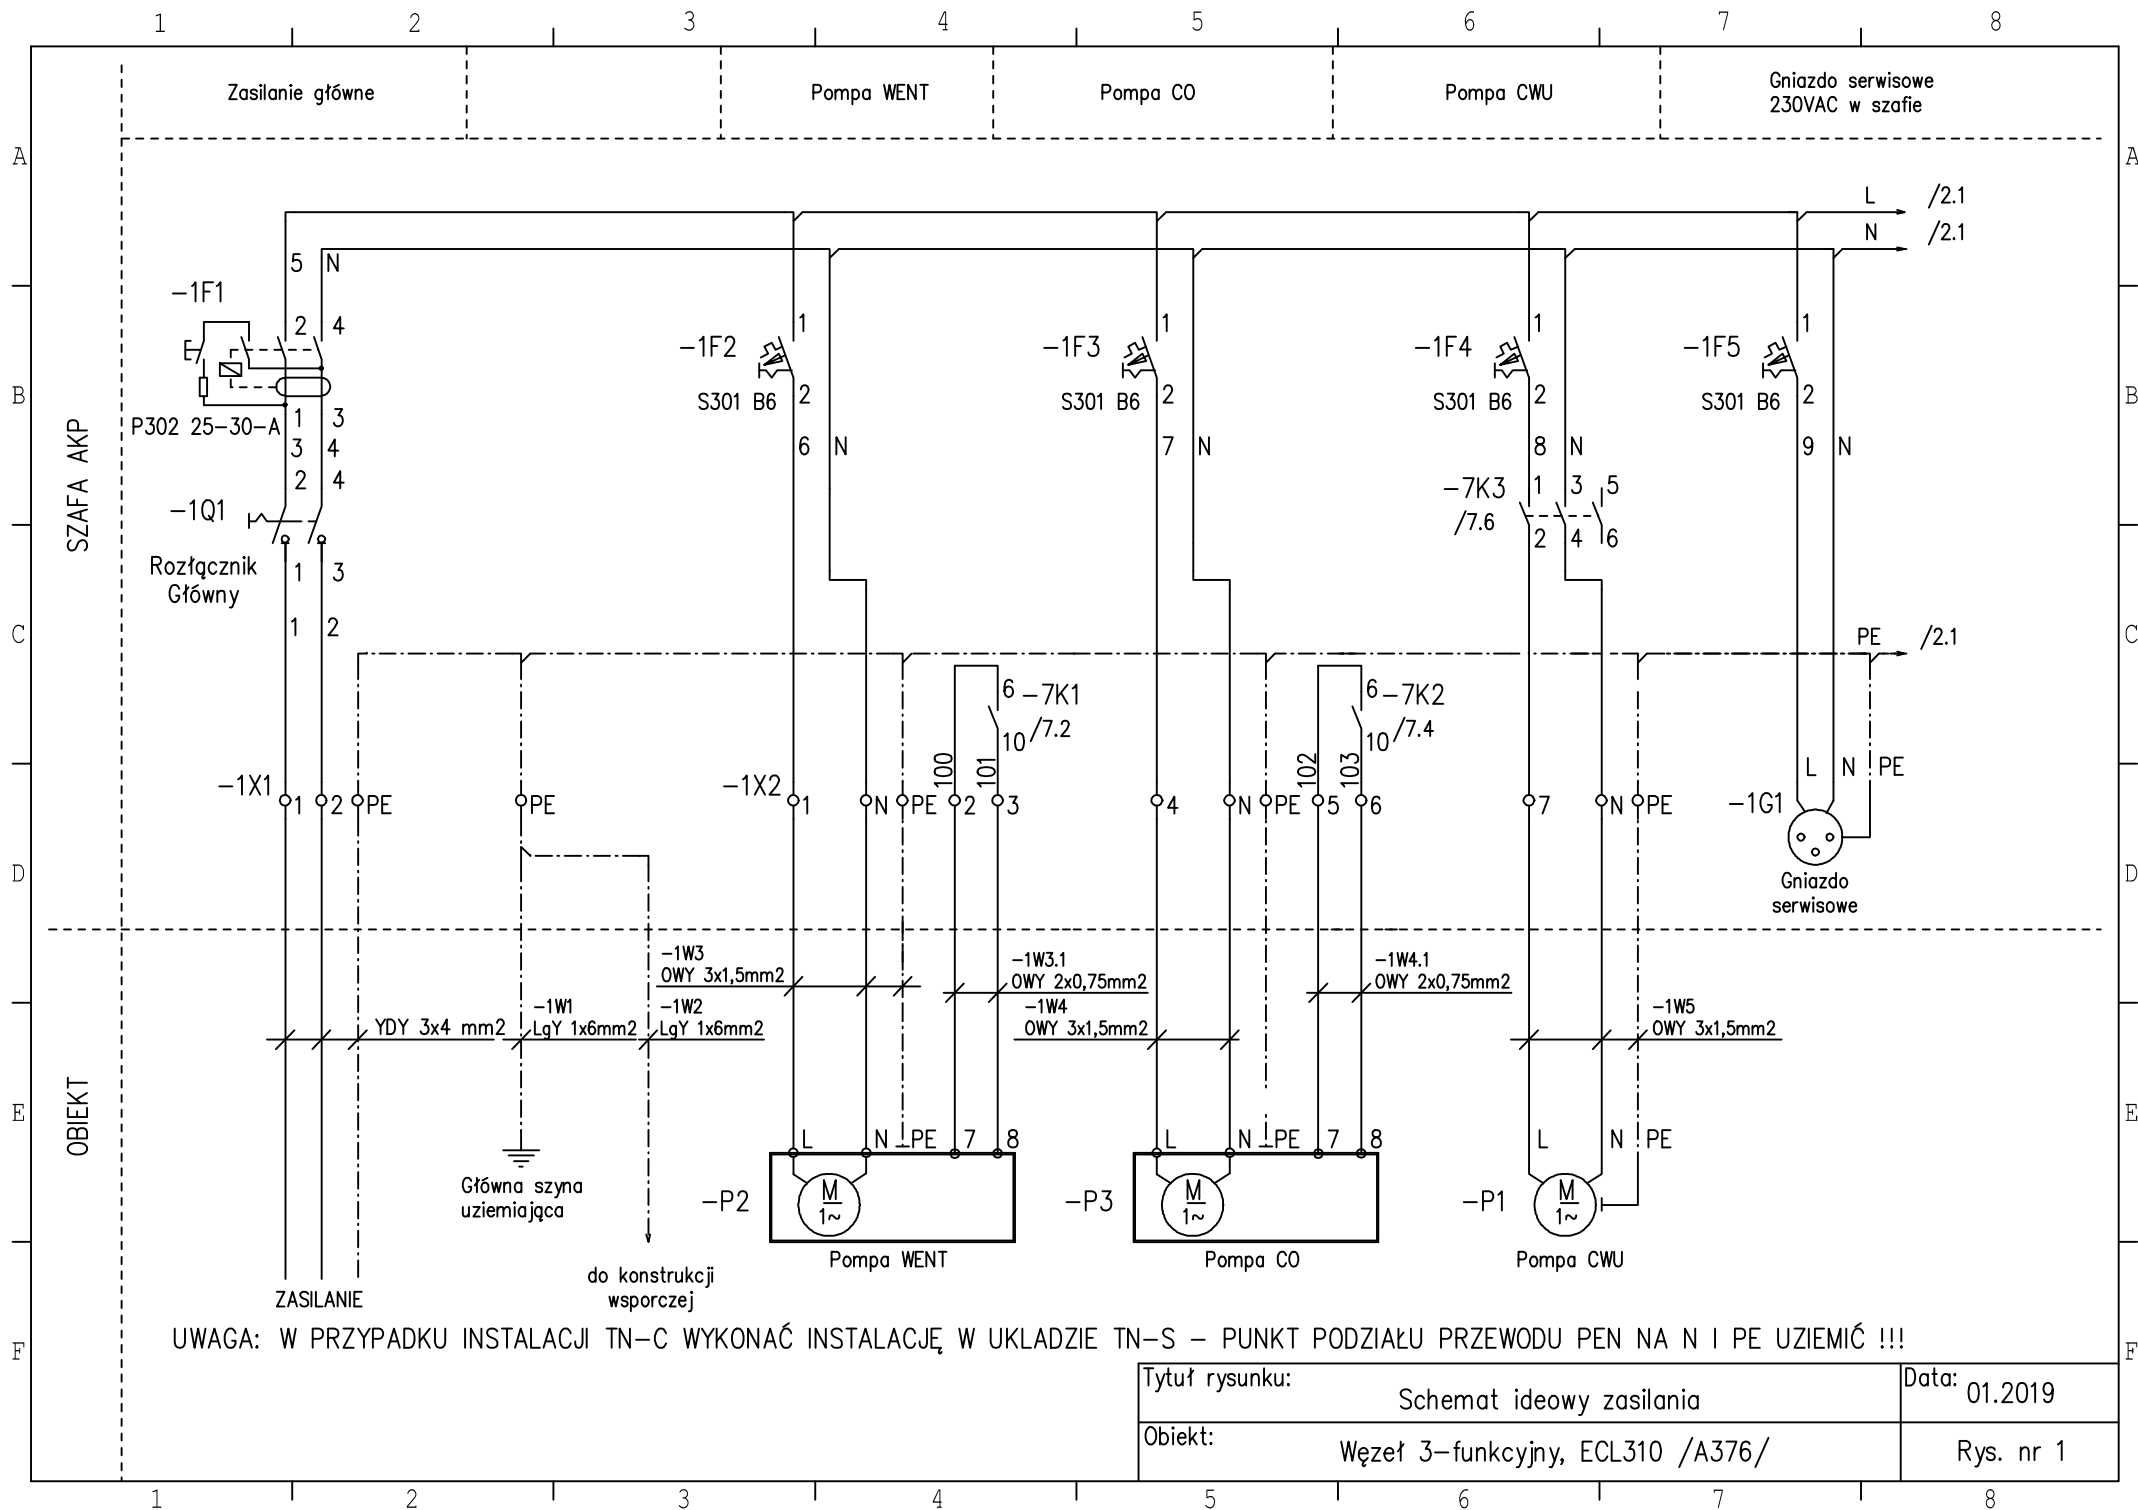 1 2 3 4 5 6 7 8
Zasilanie główne
Pompa WENT
Pompa CO
Pompa CWU
Gniazdo serwisowe
230VAC w szafie
A A
L /2.1
N /2.1
5 N
-1F1
2 4
1 1 1 1
-1F2 -1F3 -1F4 -1F5
B B
S301 B6 2 S301 B6 2 S301 B6 2 S301 B6 2
P302 25-30-A 1 3
3 4
6 N 7 N 8 N 9 N
2 4
-7K3 1 3 5
/7.6
2 4 6
-1Q1
SZAFA AKP
Rozłącznik
Główny
1 3
1 2
C C
PE /2.1
6 -7K1
10 /7.2
6 -7K2
10 /7.4
100 101 102 103
L N PE
-1X1 1 2 PE PE -1X2 1 N PE 2 3 4 N PE 5 6 7 N PE
-1G1
D D
Gniazdo
serwisowe
-1W3
OWY 3x1,5mm2
-1W3.1
OWY 2x0,75mm2
-1W4.1
OWY 2x0,75mm2
YDY 3x4 mm2
-1W1
LgY 1x6mm2
-1W2
LgY 1x6mm2
-1W4
OWY 3x1,5mm2
-1W5
OWY 3x1,5mm2
E E
OBIEKT
L N PE 7 8 L N PE 7 8 L N PE
Główna szyna
uziemiająca
-P2 M
1~
-P3 M
1~
-P1 M
1~
Pompa WENT
Pompa CO
Pompa CWU
do konstrukcji
wsporczej
ZASILANIE
UWAGA: W PRZYPADKU INSTALACJI TN-C WYKONAĆ INSTALACJĘ W UKLADZIE TN-S - PUNKT PODZIAŁU PRZEWODU PEN NA N I PE UZIEMIĆ !!!
F F
Tytuł rysunku:
Schemat ideowy zasilania
Data: 01.2019
Obiekt:
Węzeł 3-funkcyjny, ECL310 /A376/
Rys. nr 1
1 2 3 4 5 6 7 8